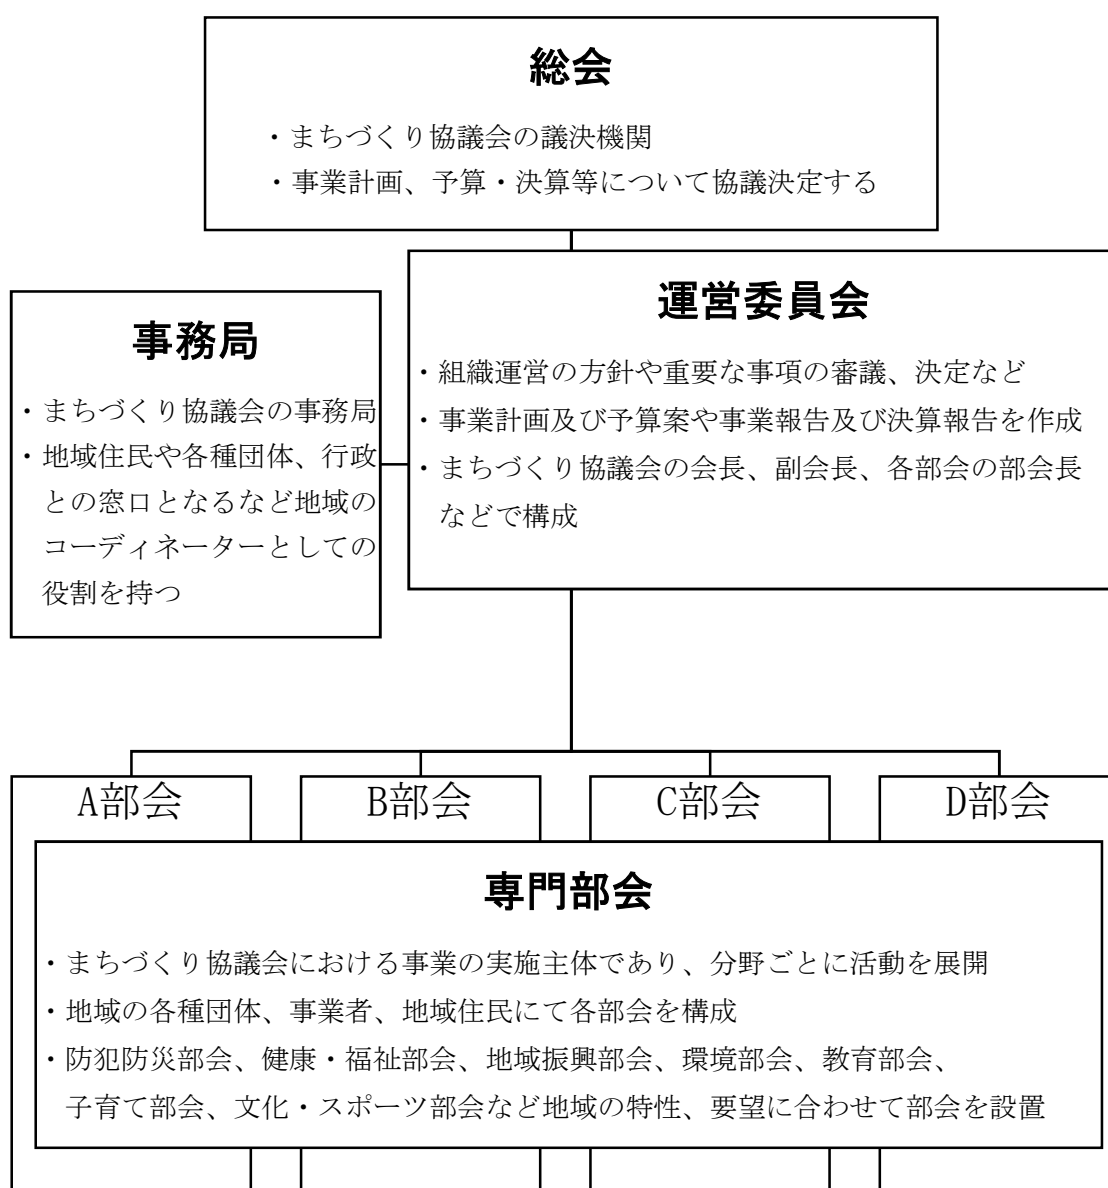 総会
・まちづくり協議会の議決機関
・事業計画、予算・決算等について協議決定する
運営委員会
・組織運営の方針や重要な事項の審議、決定など
・事業計画及び予算案や事業報告及び決算報告を作成
・まちづくり協議会の会長、副会長、各部会の部会長
などで構成
事務局
・まちづくり協議会の事務局
・地域住民や各種団体、行政
との窓口となるなど地域の
コーディネーターとしての
役割を持つ
A部会
B部会
C部会
D部会
専門部会
・まちづくり協議会における事業の実施主体であり、分野ごとに活動を展開
・地域の各種団体、事業者、地域住民にて各部会を構成
・防犯防災部会、健康・福祉部会、地域振興部会、環境部会、教育部会、
子育て部会、文化・スポーツ部会など地域の特性、要望に合わせて部会を設置